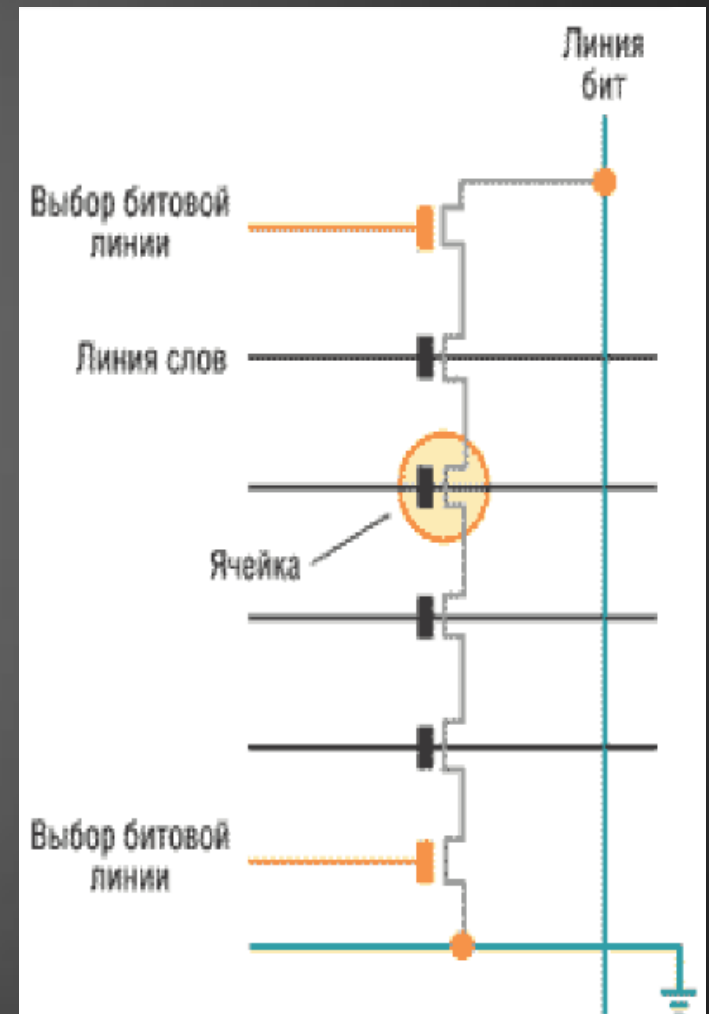 Линия
бит
Выбор битовой
линии
Линия слов
Ячейка
Выбор битовой
линии